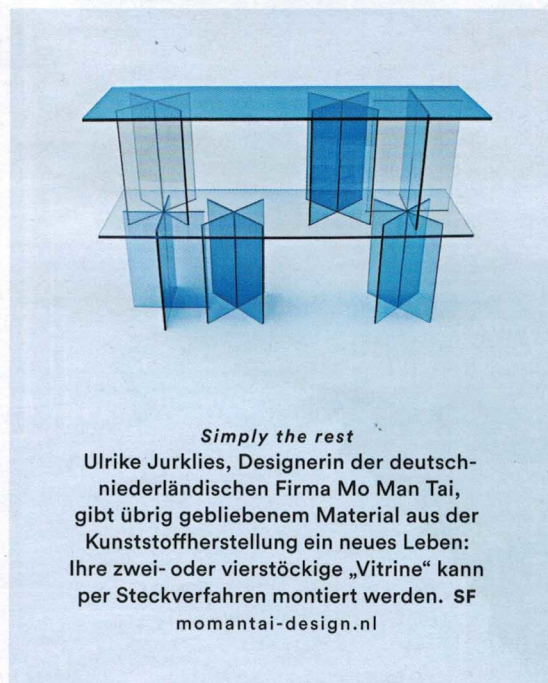 Simply the rest
Ulrike Jurklies, Designerin der deutsch-
niederländischen Firma Mo Man Tai,
gibt übrig gebliebenem Material aus der
Kunststoffherstellung ein neues Leben:
Ihre zwei- oder vierstöckige „Vitrine“ kann
per Steckverfahren montiert werden. SF
momantai-design.nl